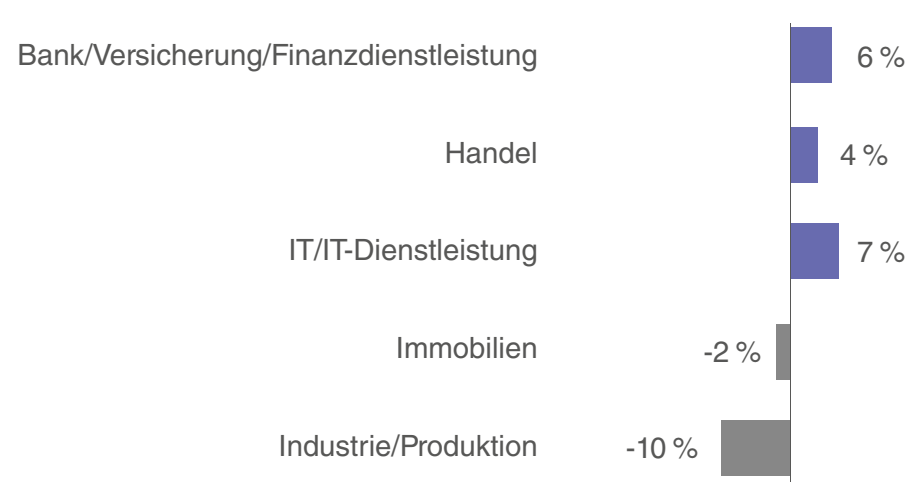 Bank/Versicherung/Finanzdienstleistung 6 %
Handel 4 %
IT/IT-Dienstleistung 7 %
Immobilien -2 %
Industrie/Produktion -10 %